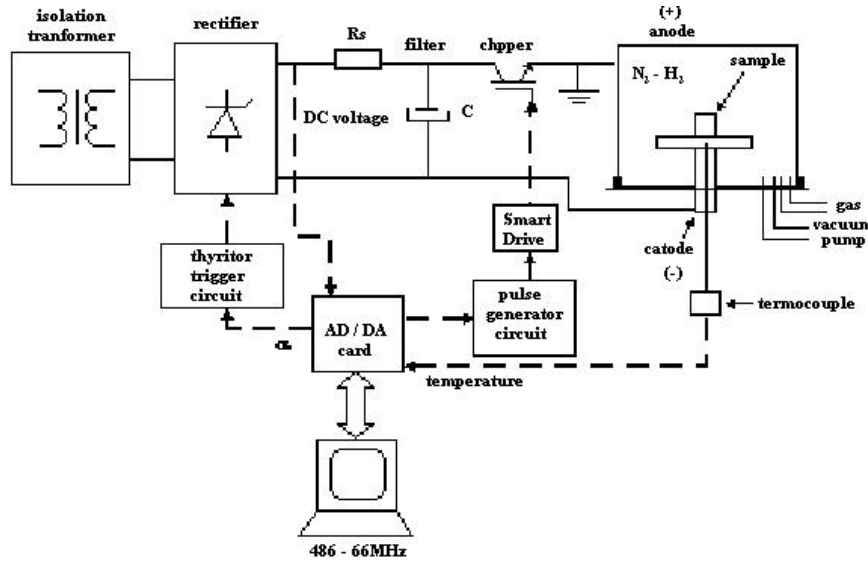 isolation
tranformer
rectifier
Rs
filter
chpper
(+)
anode
sample
N₂ - H₂
DC voltage
C
gas
vacuum
pump
Smart
Drive
catode
(-)
thyritor
trigger
circuit
pulse
generator
circuit
termocouple
AD / DA
card
α
temperature
486 - 66MHz